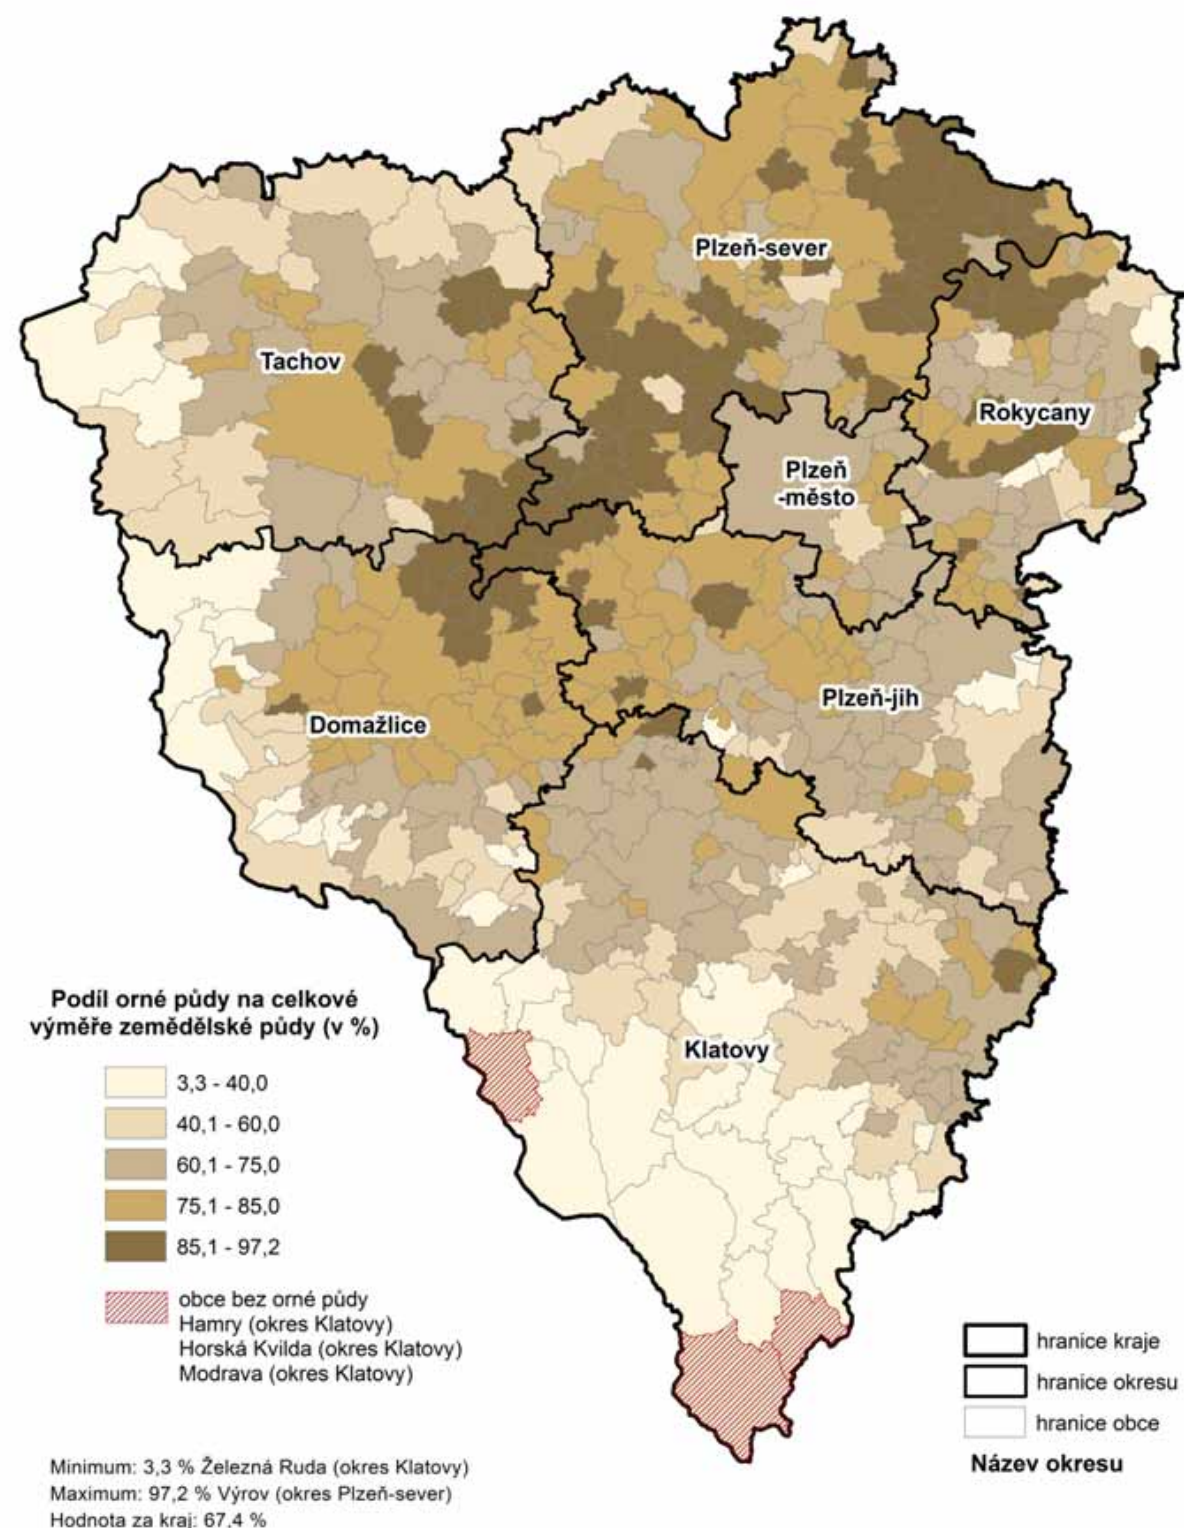 Plzeň-sever
Tachov
Rokycany
Plzeň
-město
Plzeň-jih
Domažlice
Klatovy
Podíl orné půdy na celkové
výměře zemědělské půdy (v %)
3,3 - 40,0
40,1 - 60,0
60,1 - 75,0
75,1 - 85,0
85,1 - 97,2
obce bez orné půdy
Hamry (okres Klatovy)
Horská Kvilda (okres Klatovy)
Modrava (okres Klatovy)
hranice kraje
hranice okresu
hranice obce
Název okresu
Minimum: 3,3 % Železná Ruda (okres Klatovy)
Maximum: 97,2 % Výrov (okres Plzeň-sever)
Hodnota za kraj: 67,4 %